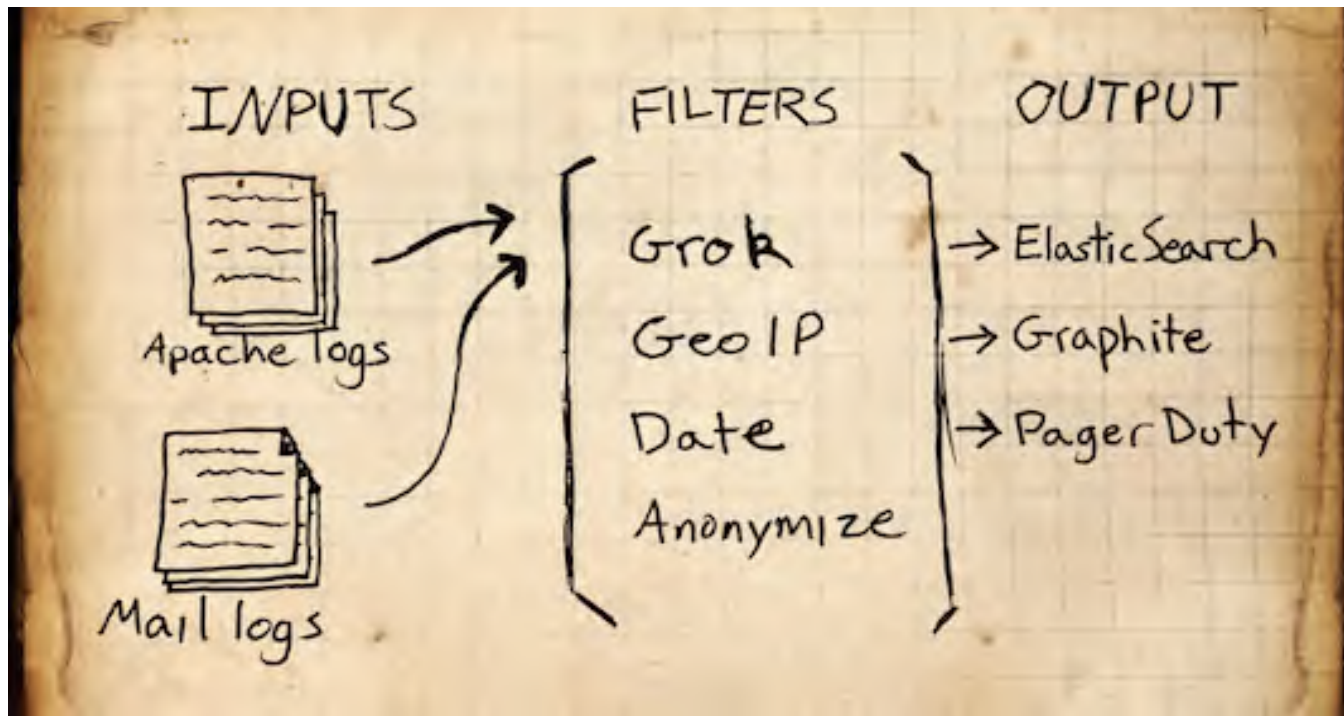 INPUTS
Apache logs
Mail logs
FILTERS
Grok
GeoIP
Date
Anonymize
OUTPUT
→ ElasticSearch
→ Graphite
→ PagerDuty